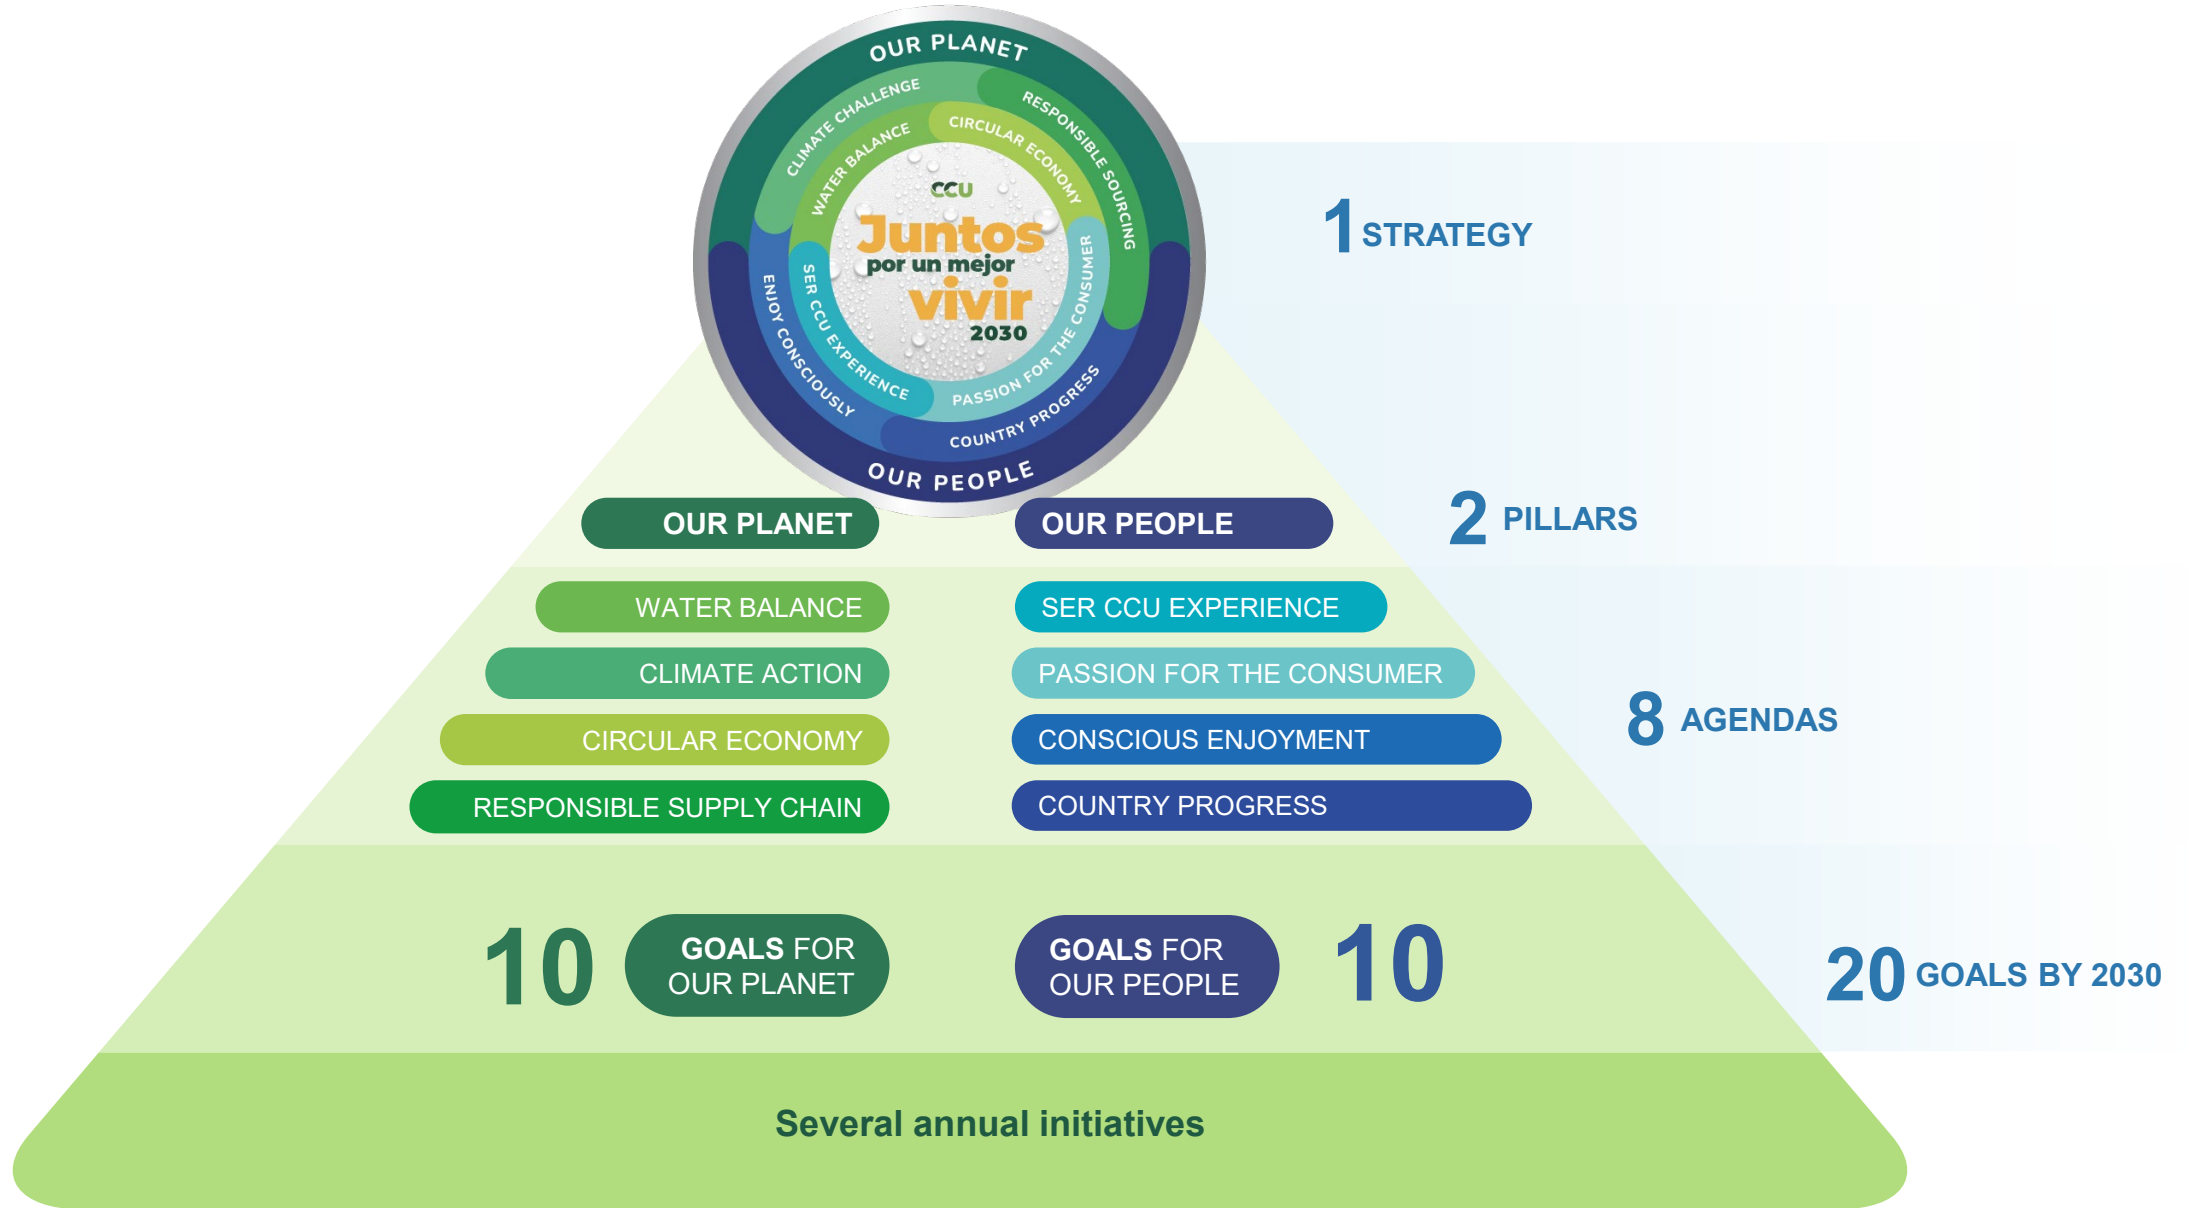 OUR PLANET
CLIMATE CHALLENGE
RESPONSIBLE SOURCING
WATER BALANCE
CIRCULAR ECONOMY
CCU
Juntos
por un mejor
vivir
2030
SER CCU EXPERIENCE
PASSION FOR THE CONSUMER
ENJOY CONSCIOUSLY
COUNTRY PROGRESS
OUR PEOPLE
1 STRATEGY
OUR PLANET
OUR PEOPLE
2 PILLARS
WATER BALANCE
SER CCU EXPERIENCE
CLIMATE ACTION
PASSION FOR THE CONSUMER
CIRCULAR ECONOMY
CONSCIOUS ENJOYMENT
RESPONSIBLE SUPPLY CHAIN
COUNTRY PROGRESS
8 AGENDAS
10
GOALS FOR
OUR PLANET
GOALS FOR
OUR PEOPLE
10
20 GOALS BY 2030
Several annual initiatives